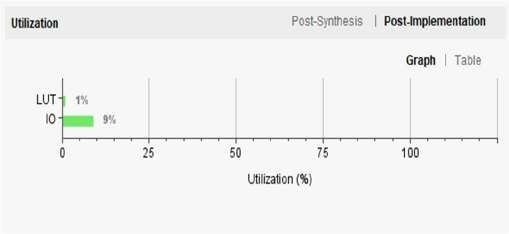 Utilization Post-Synthesis | Post-Implementation
Graph | Table
LUT 1%
IO 9%
0 25 50 75 100
Utilization (%)